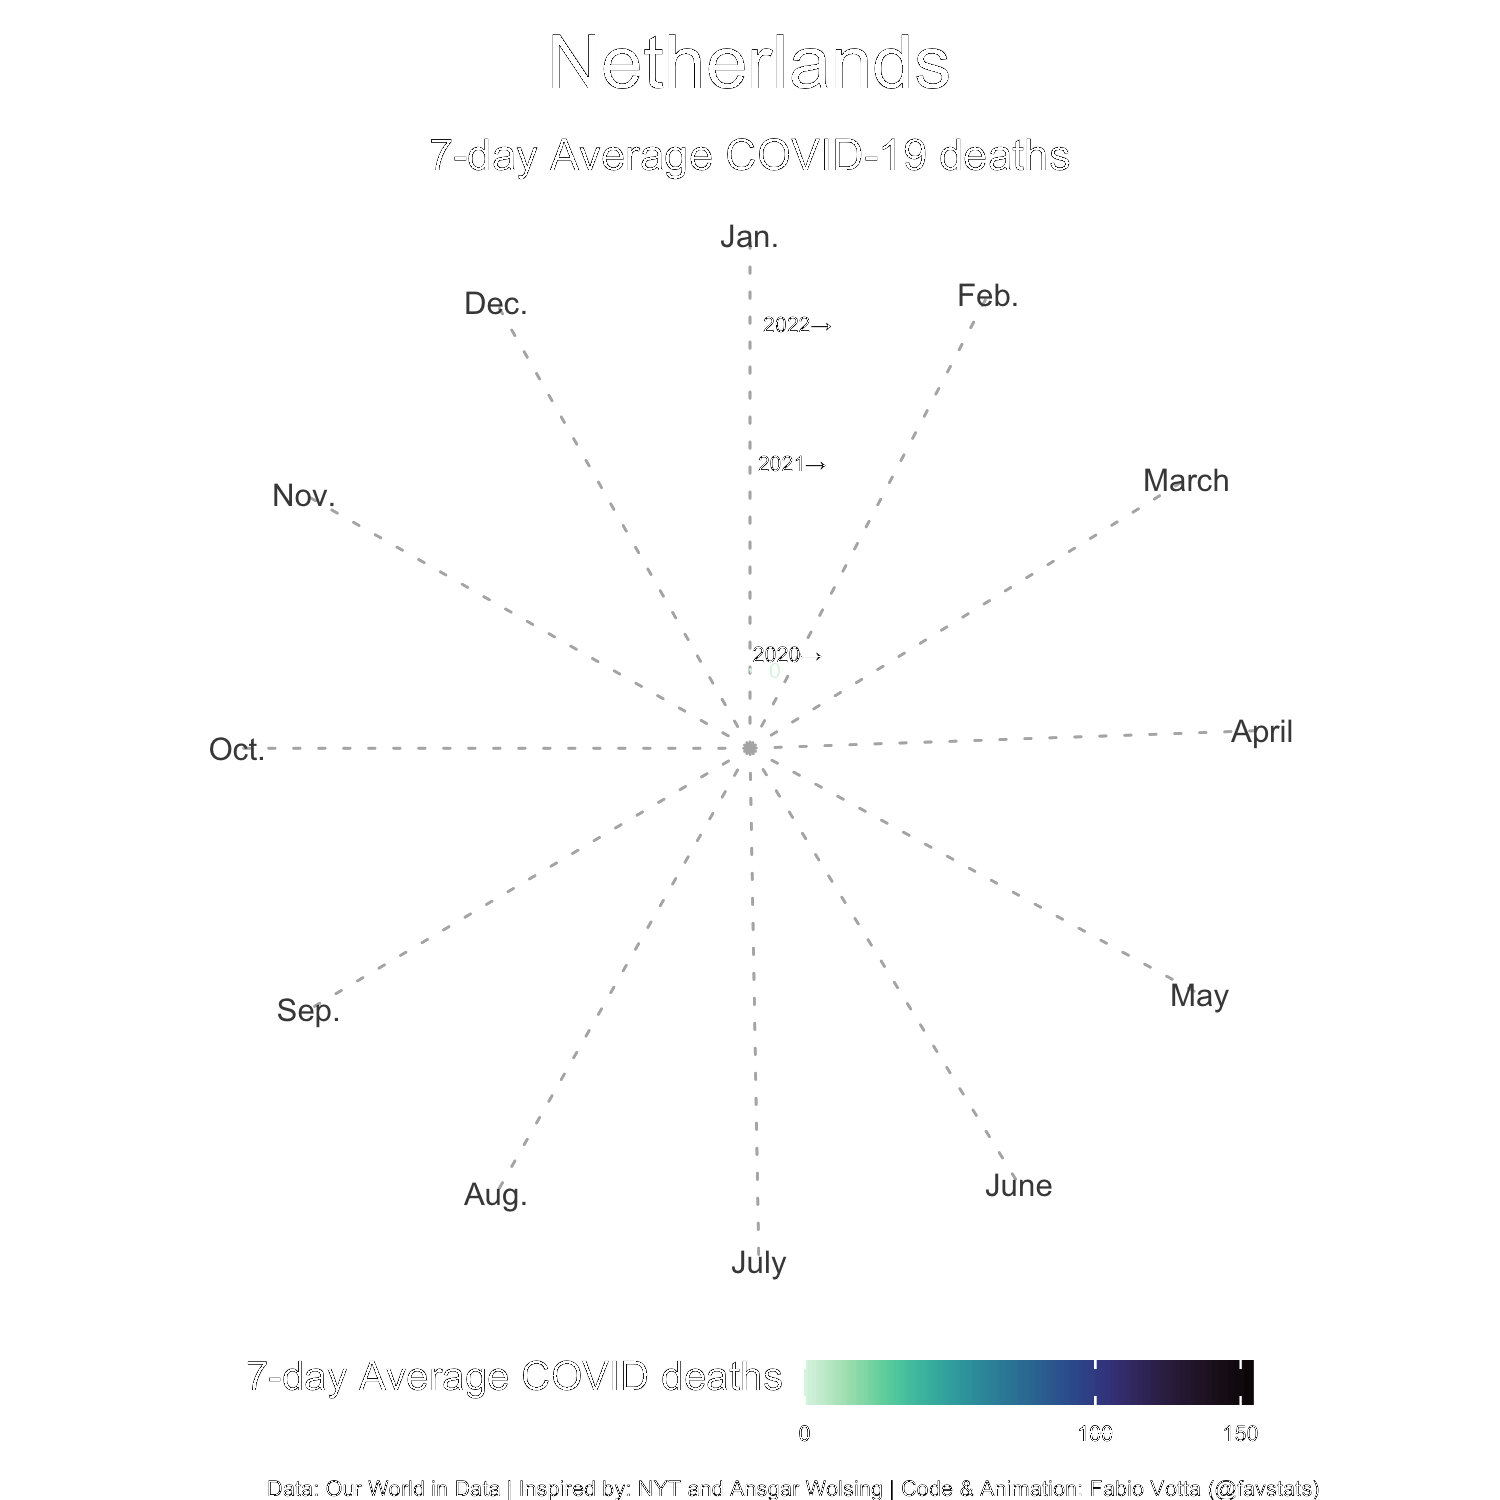 Netherlands
7-day Average COVID-19 deaths
Jan.
Feb.
Dec.
2022→
2021→
March
Nov.
2020→
0
April
Oct.
May
Sep.
June
Aug.
July
7-day Average COVID deaths
0 100 150
Data: Our World in Data | Inspired by: NYT and Ansgar Wolsing | Code & Animation: Fabio Votta (@favstats)